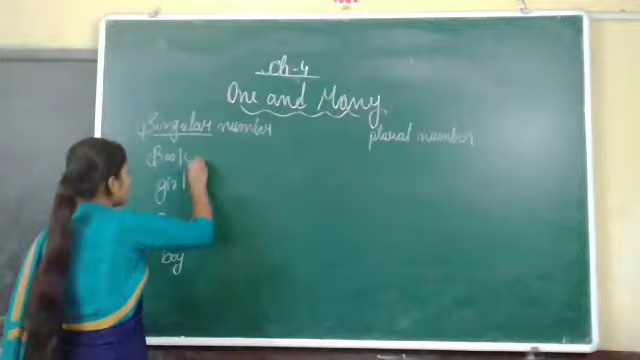 Ch-4
One and Many.
Singular number plural number
Book
girl
boy